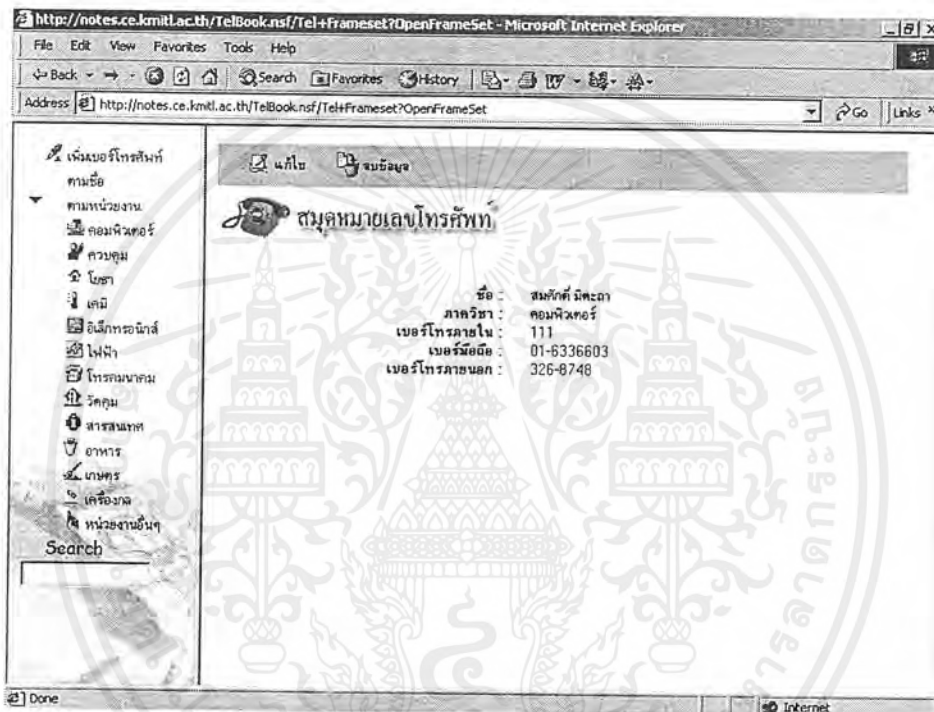 http://notes.ce.kmitl.ac.th/TelBook.nsf/Tel+Frameset?OpenFrameSet - Microsoft Internet Explorer
File Edit View Favorites Tools Help
Back Search Favorites History
Address http://notes.ce.kmitl.ac.th/TelBook.nsf/Tel+Frameset?OpenFrameSet Go Links
เพิ่มเบอร์โทรศัพท์
ตามชื่อ
ตามหน่วยงาน
คอมพิวเตอร์
ควบคุม
โยธา
เคมี
อิเล็กทรอนิกส์
ไฟฟ้า
โทรคมนาคม
วัดคุม
สารสนเทศ
อาหาร
เกษตร
เครื่องกล
หน่วยงานอื่นๆ
Search
แก้ไข ลบข้อมูล
สมุดหมายเลขโทรศัพท์
ชื่อ : สมศักดิ์ มิตะถา
ภาควิชา : คอมพิวเตอร์
เบอร์โทรภายใน : 111
เบอร์มือถือ : 01-6336603
เบอร์โทรภายนอก : 326-8748
Done Internet